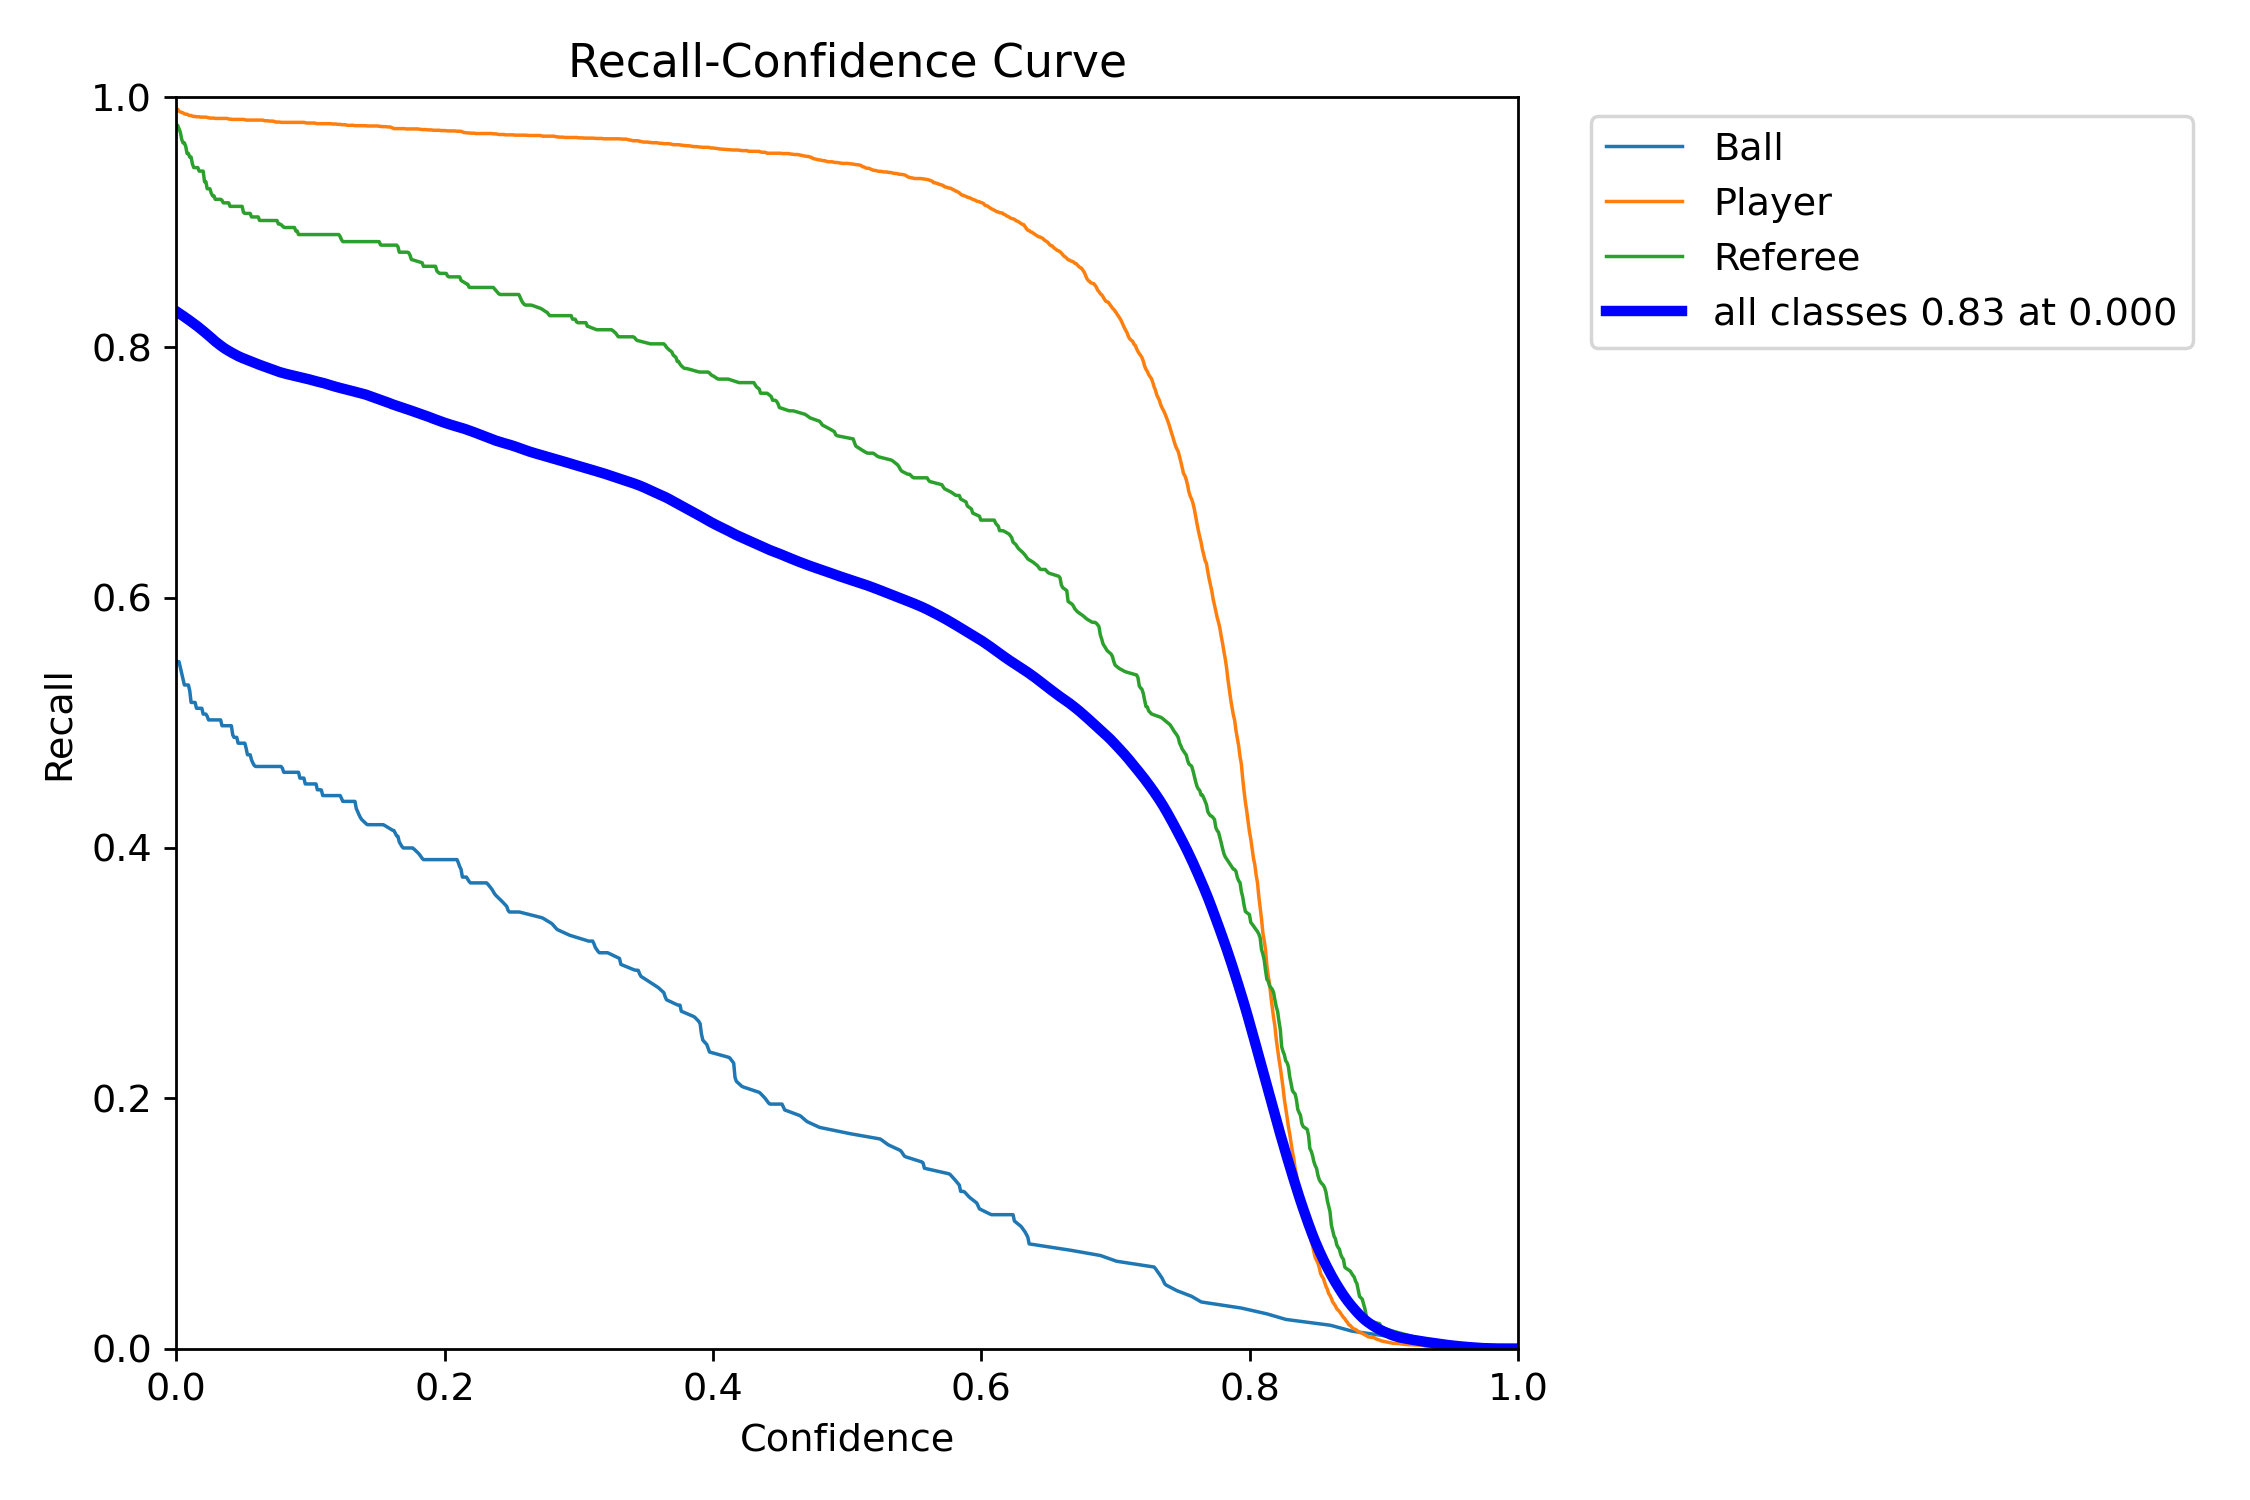 Recall-Confidence Curve
1.0
0.8
0.6
0.4
0.2
0.0
Recall
0.0 0.2 0.4 0.6 0.8 1.0
Confidence
Ball
Player
Referee
all classes 0.83 at 0.000